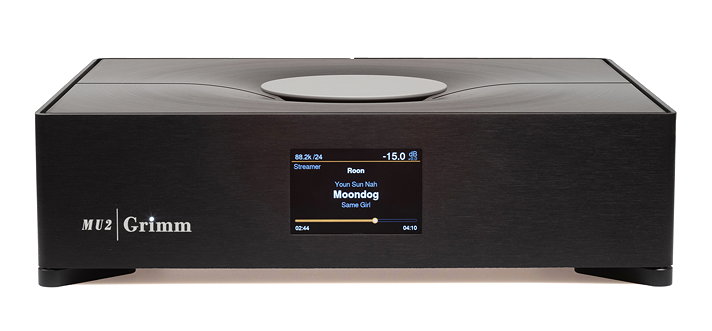 88.2k /24 -15.0 dB
Streamer
Roon
Youn Sun Nah
Moondog
Same Girl
02:44 04:10
MU2 | Grimm